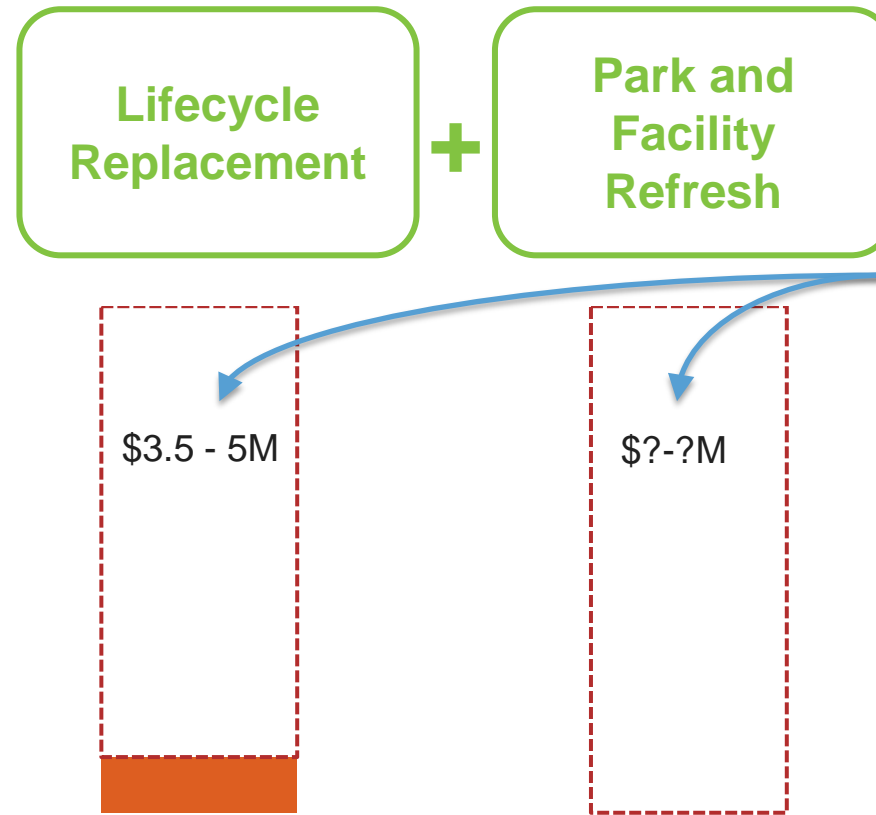 Lifecycle
Replacement
+
Park and
Facility
Refresh
$3.5 - 5M
$?-?M